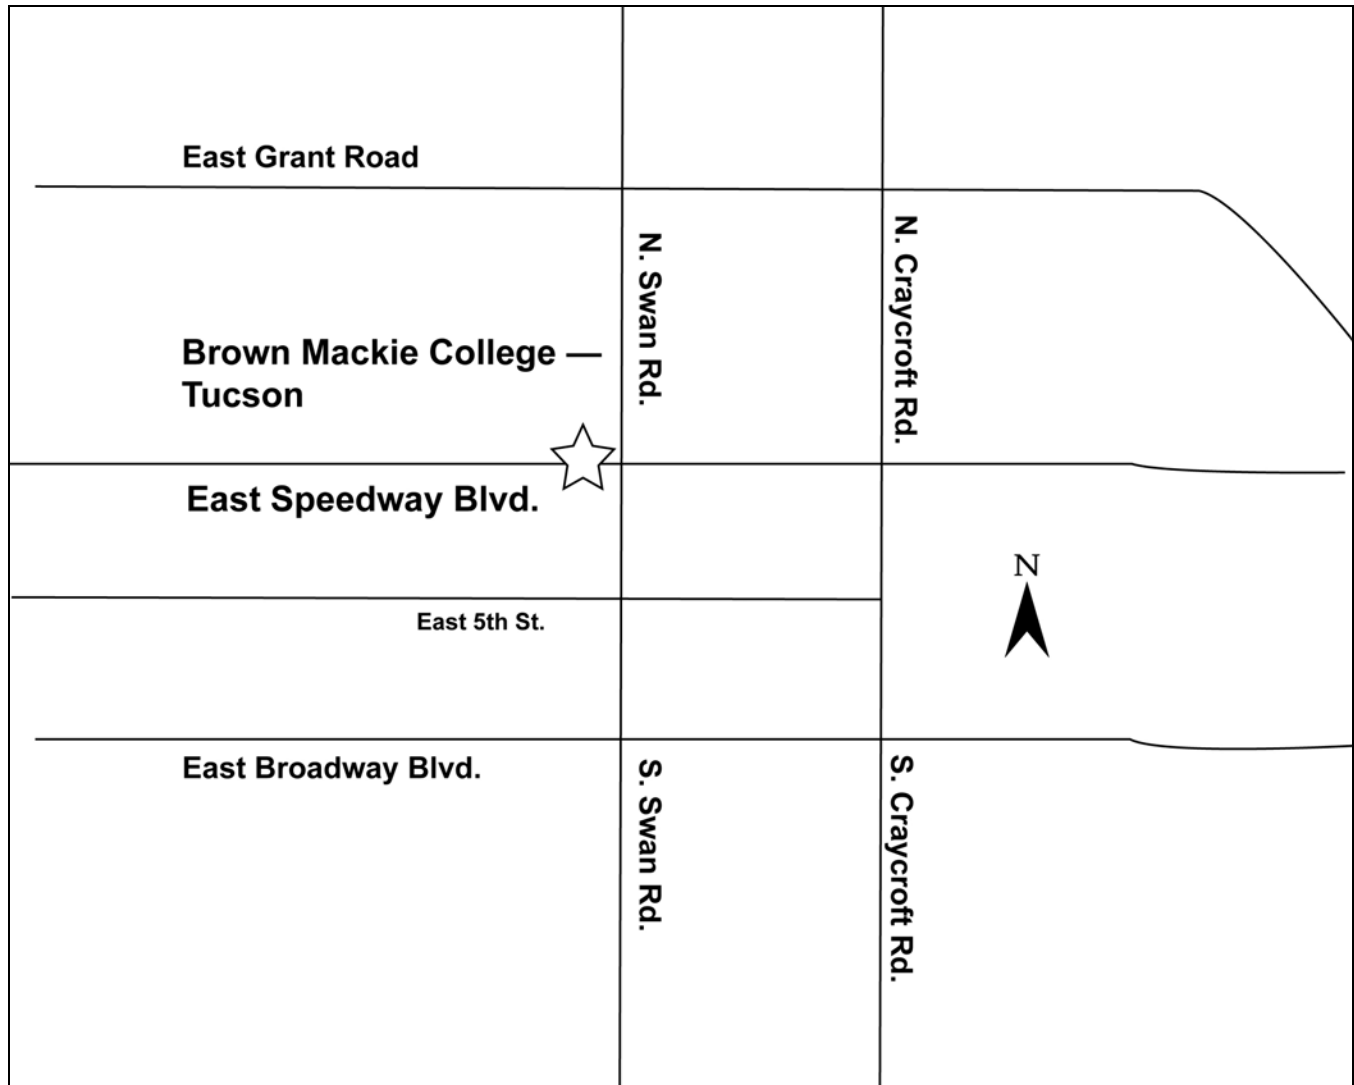 East Grant Road
N. Swan Rd.
N. Craycroft Rd.
Brown Mackie College —
Tucson
East Speedway Blvd.
N
East 5th St.
East Broadway Blvd.
S. Swan Rd.
S. Craycroft Rd.